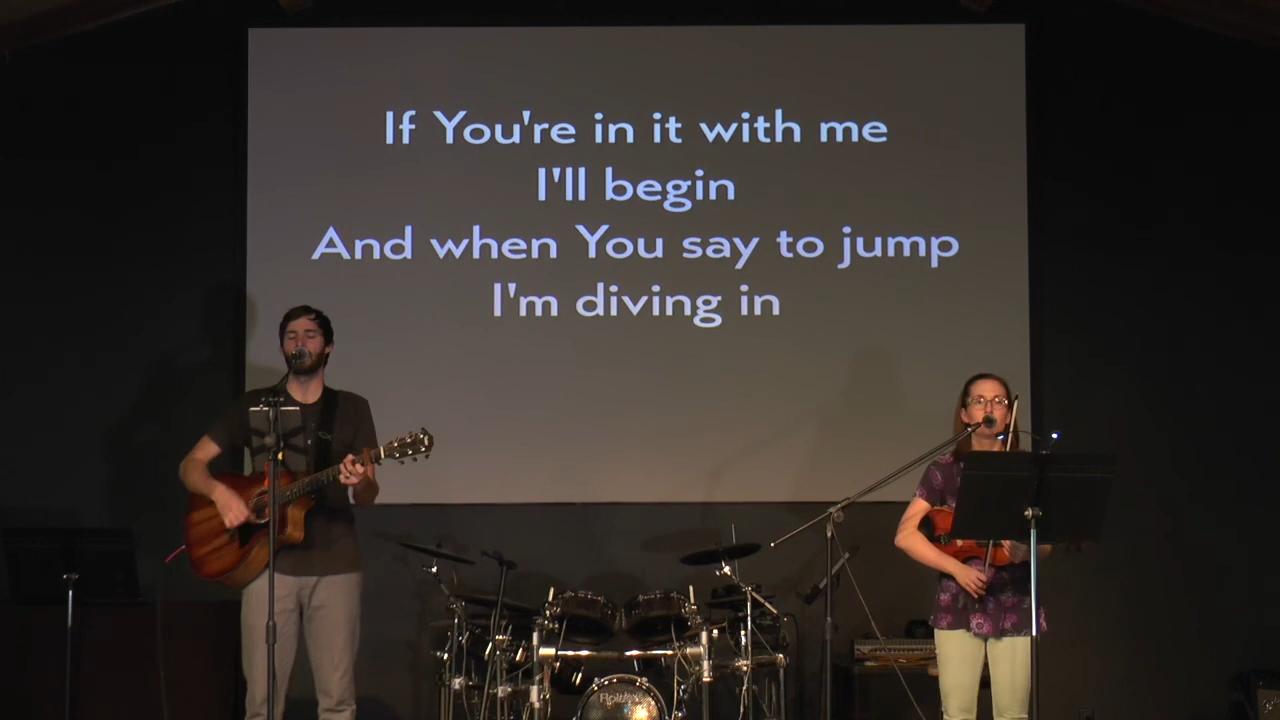 If You're in it with me
I'll begin
And when You say to jump
I'm diving in